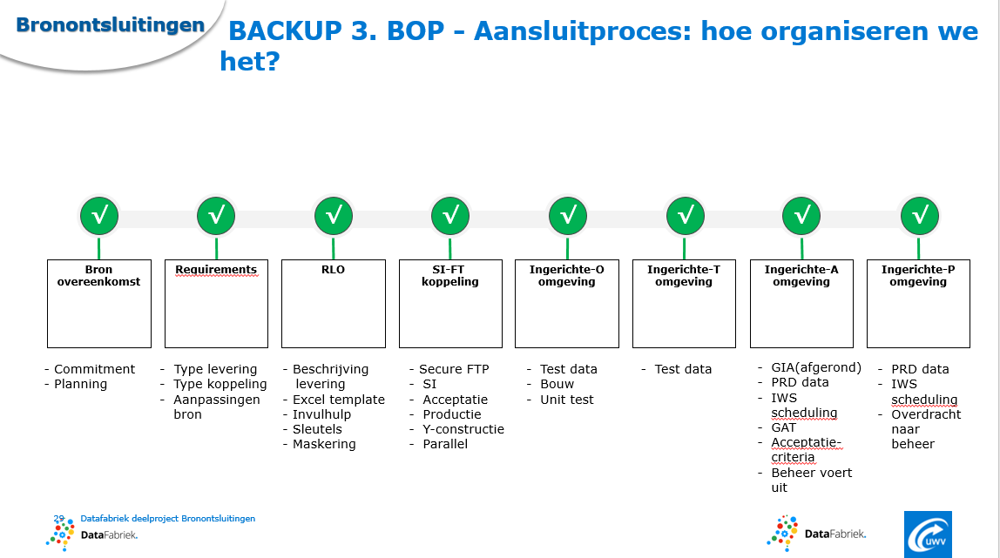 Bronontsluitingen
BACKUP 3. BOP – Aansluitproces: hoe organiseren we
het?
√ √ √ √ √ √ √ √
Bron
overeenkomst
- Commitment
- Planning
Requirements
- Type levering
- Type koppeling
- Aanpassingen
bron
RLO
- Beschrijving
levering
- Excel template
- Invulhulp
- Sleutels
- Maskering
SI-FT
koppeling
- Secure FTP
- SI
- Acceptatie
- Productie
- Y-constructie
- Parallel
Ingerichte-O
omgeving
- Test data
- Bouw
- Unit test
Ingerichte-T
omgeving
- Test data
Ingerichte-A
omgeving
- GIA(afgerond)
- PRD data
- IWS
scheduling
- GAT
- Acceptatie-
criteria
- Beheer voert
uit
Ingerichte-P
omgeving
- PRD data
- IWS
scheduling
- Overdracht
naar
beheer
29
Datafabriek deelproject Bronontsluitingen
DataFabriek.
DataFabriek.
UWV